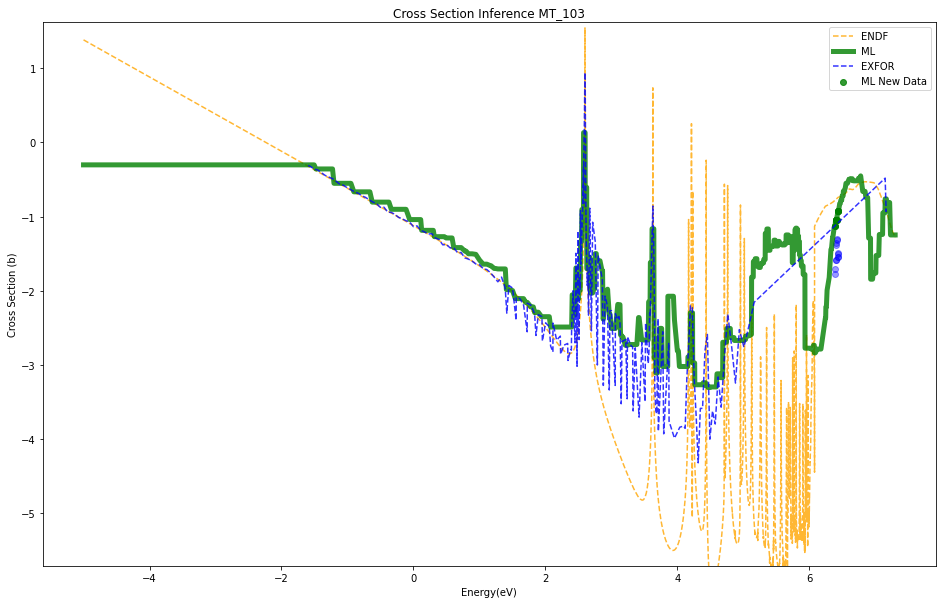 Cross Section Inference MT_103
ENDF
ML
EXFOR
ML New Data
Cross Section (b)
1
0
−1
−2
−3
−4
−5
−4
−2
0
2
4
6
Energy(eV)